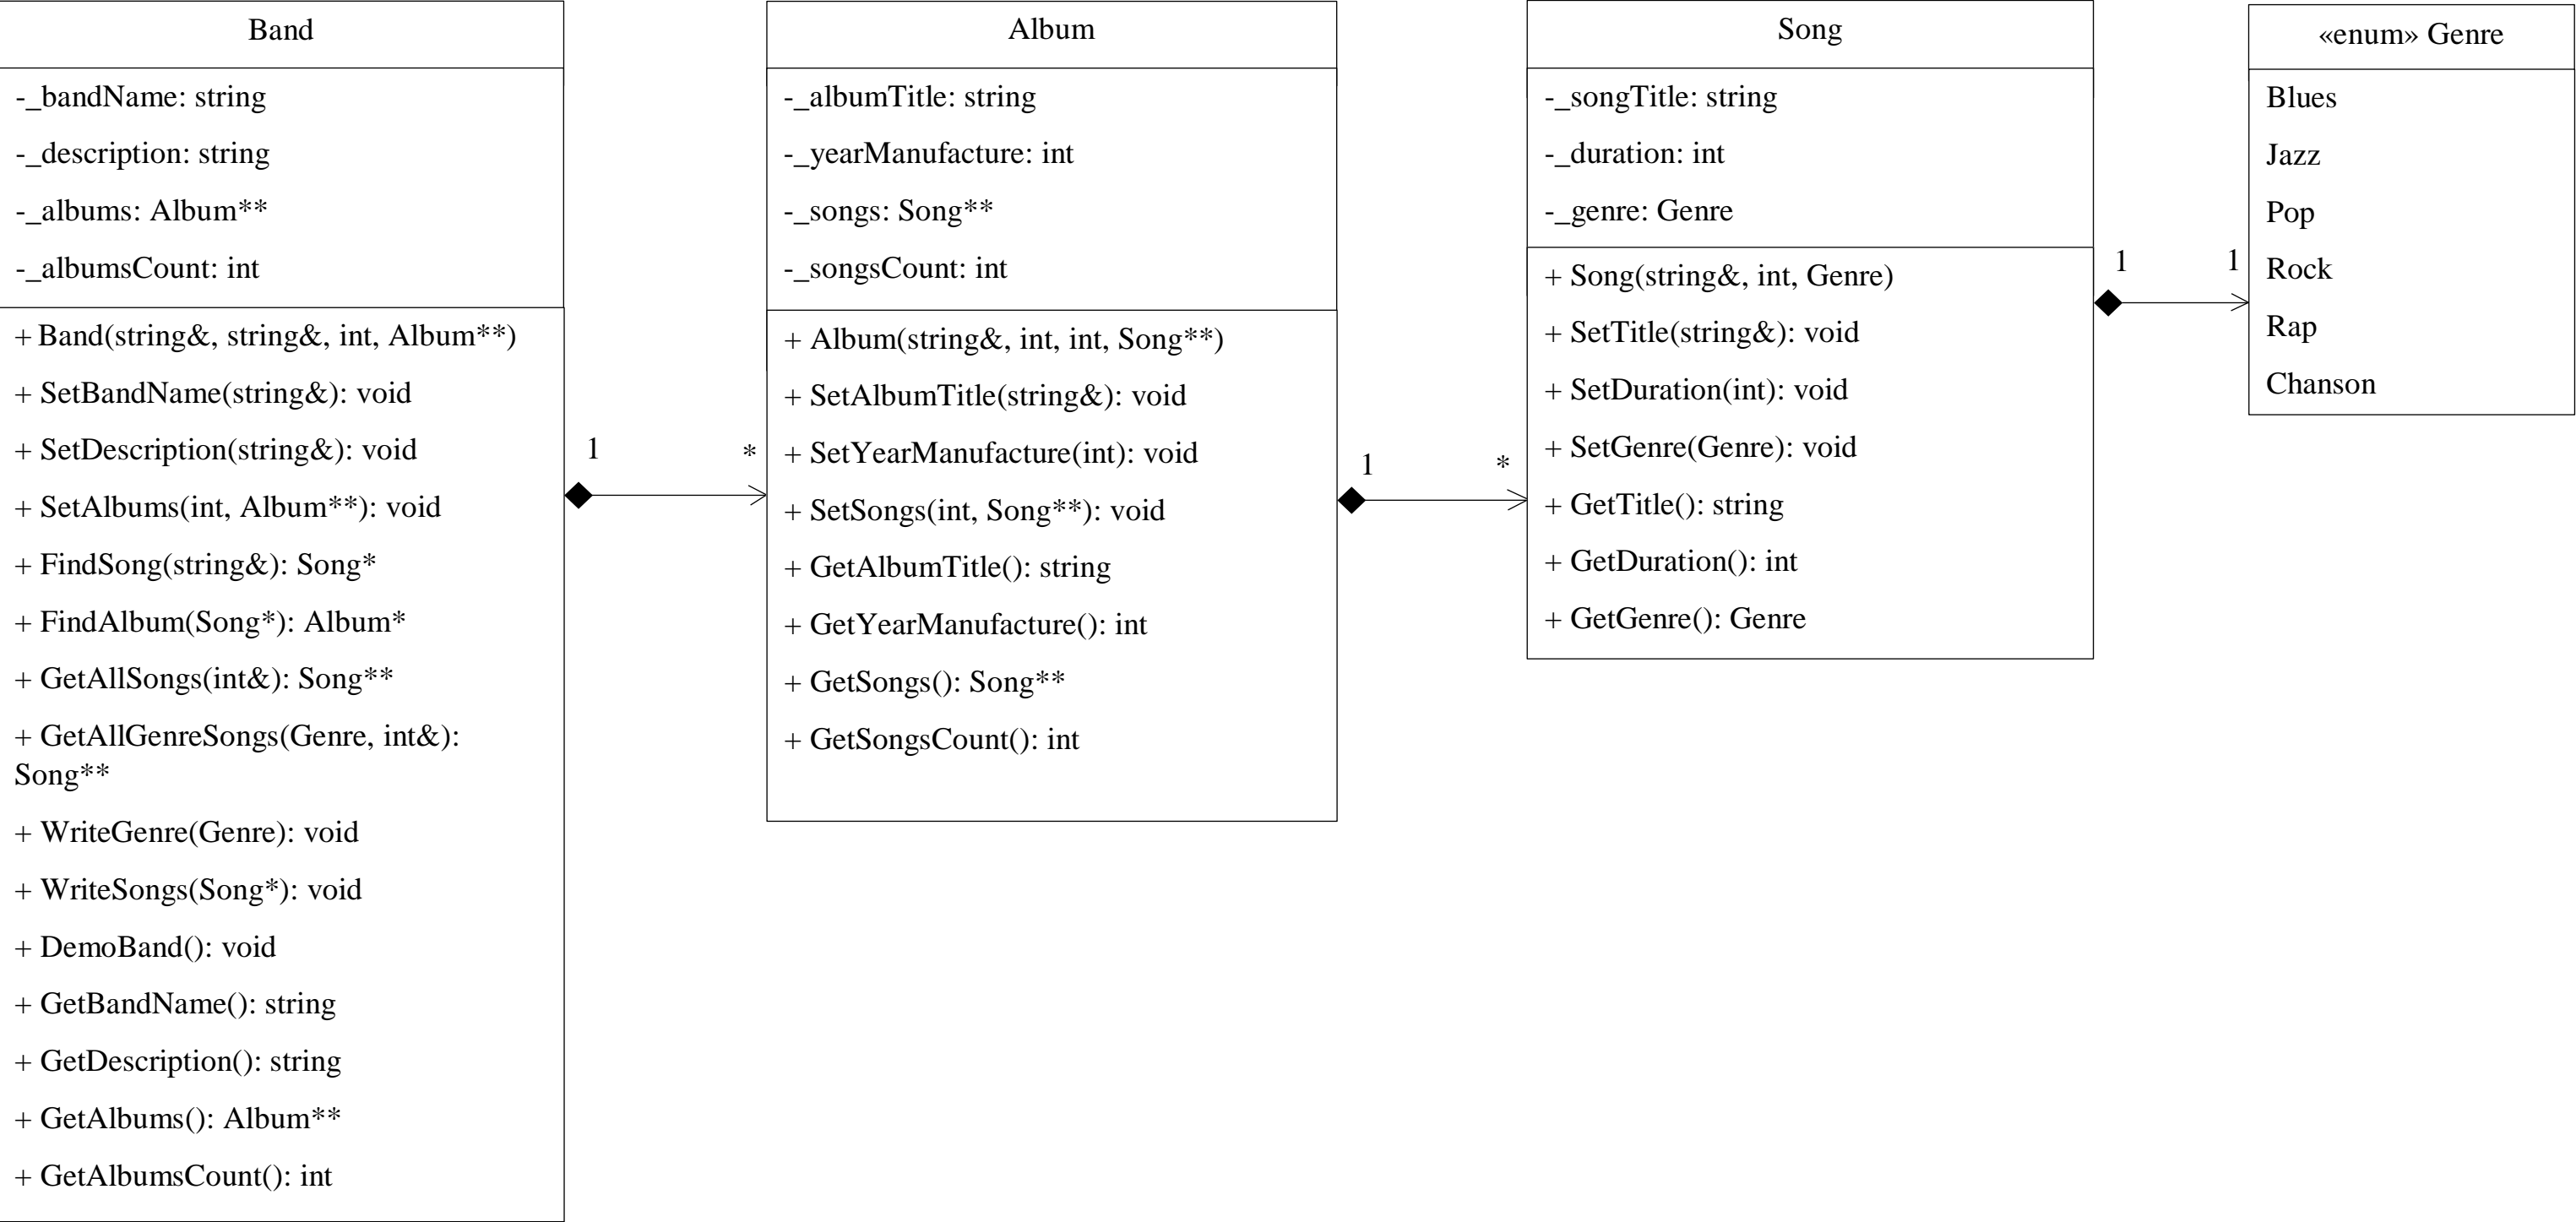 Band
-_bandName: string
-_description: string
-_albums: Album**
-_albumsCount: int
+ Band(string&, string&, int, Album**)
+ SetBandName(string&): void
+ SetDescription(string&): void
+ SetAlbums(int, Album**): void
+ FindSong(string&): Song*
+ FindAlbum(Song*): Album*
+ GetAllSongs(int&): Song**
+ GetAllGenreSongs(Genre, int&):
Song**
+ WriteGenre(Genre): void
+ WriteSongs(Song*): void
+ DemoBand(): void
+ GetBandName(): string
+ GetDescription(): string
+ GetAlbums(): Album**
+ GetAlbumsCount(): int
1
*
Album
-_albumTitle: string
-_yearManufacture: int
-_songs: Song**
-_songsCount: int
+ Album(string&, int, int, Song**)
+ SetAlbumTitle(string&): void
+ SetYearManufacture(int): void
+ SetSongs(int, Song**): void
+ GetAlbumTitle(): string
+ GetYearManufacture(): int
+ GetSongs(): Song**
+ GetSongsCount(): int
1
*
Song
-_songTitle: string
-_duration: int
-_genre: Genre
+ Song(string&, int, Genre)
+ SetTitle(string&): void
+ SetDuration(int): void
+ SetGenre(Genre): void
+ GetTitle(): string
+ GetDuration(): int
+ GetGenre(): Genre
1
1
«enum» Genre
Blues
Jazz
Pop
Rock
Rap
Chanson